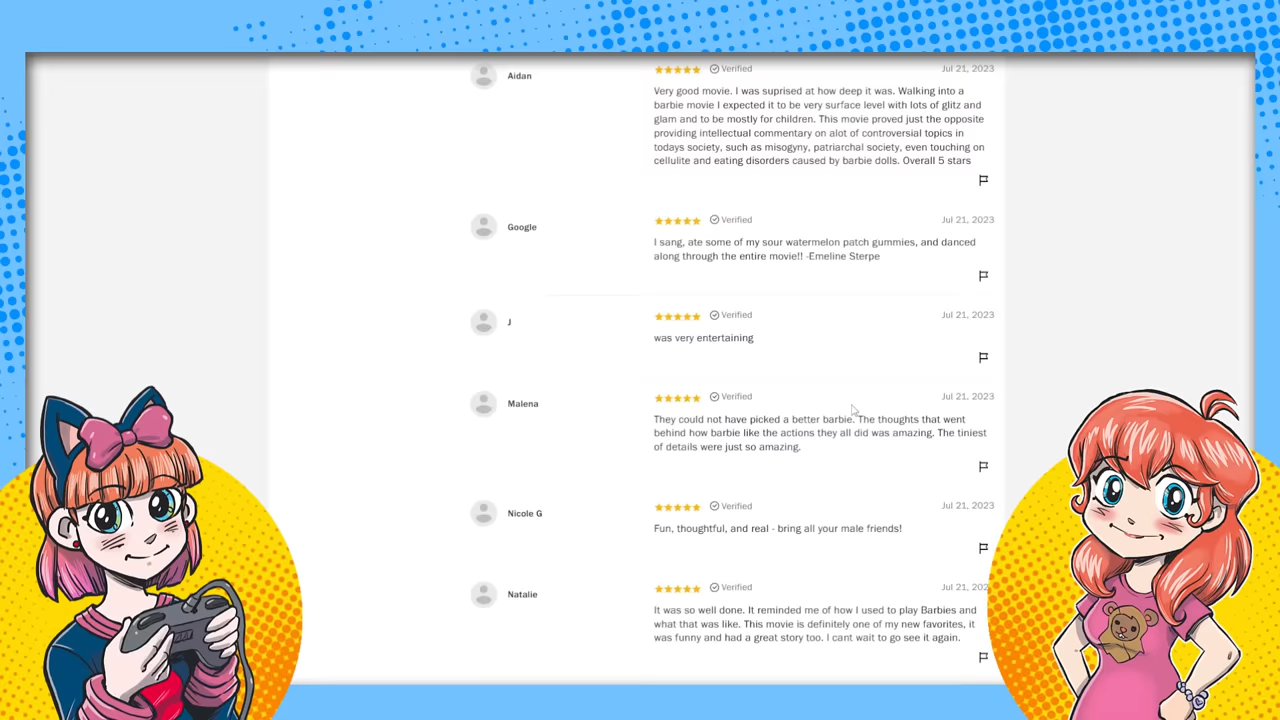 Aidan
Verified
Jul 21, 2023
Very good movie. I was suprised at how deep it was. Walking into a
barbie movie I expected it to be very surface level with lots of glitz and
glam and to be mostly for children. This movie proved just the opposite
providing intellectual commentary on alot of controversial topics in
todays society, such as misogyny, patriarchal society, even touching on
cellulite and eating disorders caused by barbie dolls. Overall 5 stars
Google
Verified
Jul 21, 2023
I sang, ate some of my sour watermelon patch gummies, and danced
along through the entire movie!! -Emeline Sterpe
J
Verified
Jul 21, 2023
was very entertaining
Malena
Verified
Jul 21, 2023
They could not have picked a better barbie. The thoughts that went
behind how barbie like the actions they all did was amazing. The tiniest
of details were just so amazing.
Nicole G
Verified
Jul 21, 2023
Fun, thoughtful, and real - bring all your male friends!
Natalie
Verified
Jul 21, 202
It was so well done. It reminded me of how I used to play Barbies and
what that was like. This movie is definitely one of my new favorites, it
was funny and had a great story too. I cant wait to go see it again.